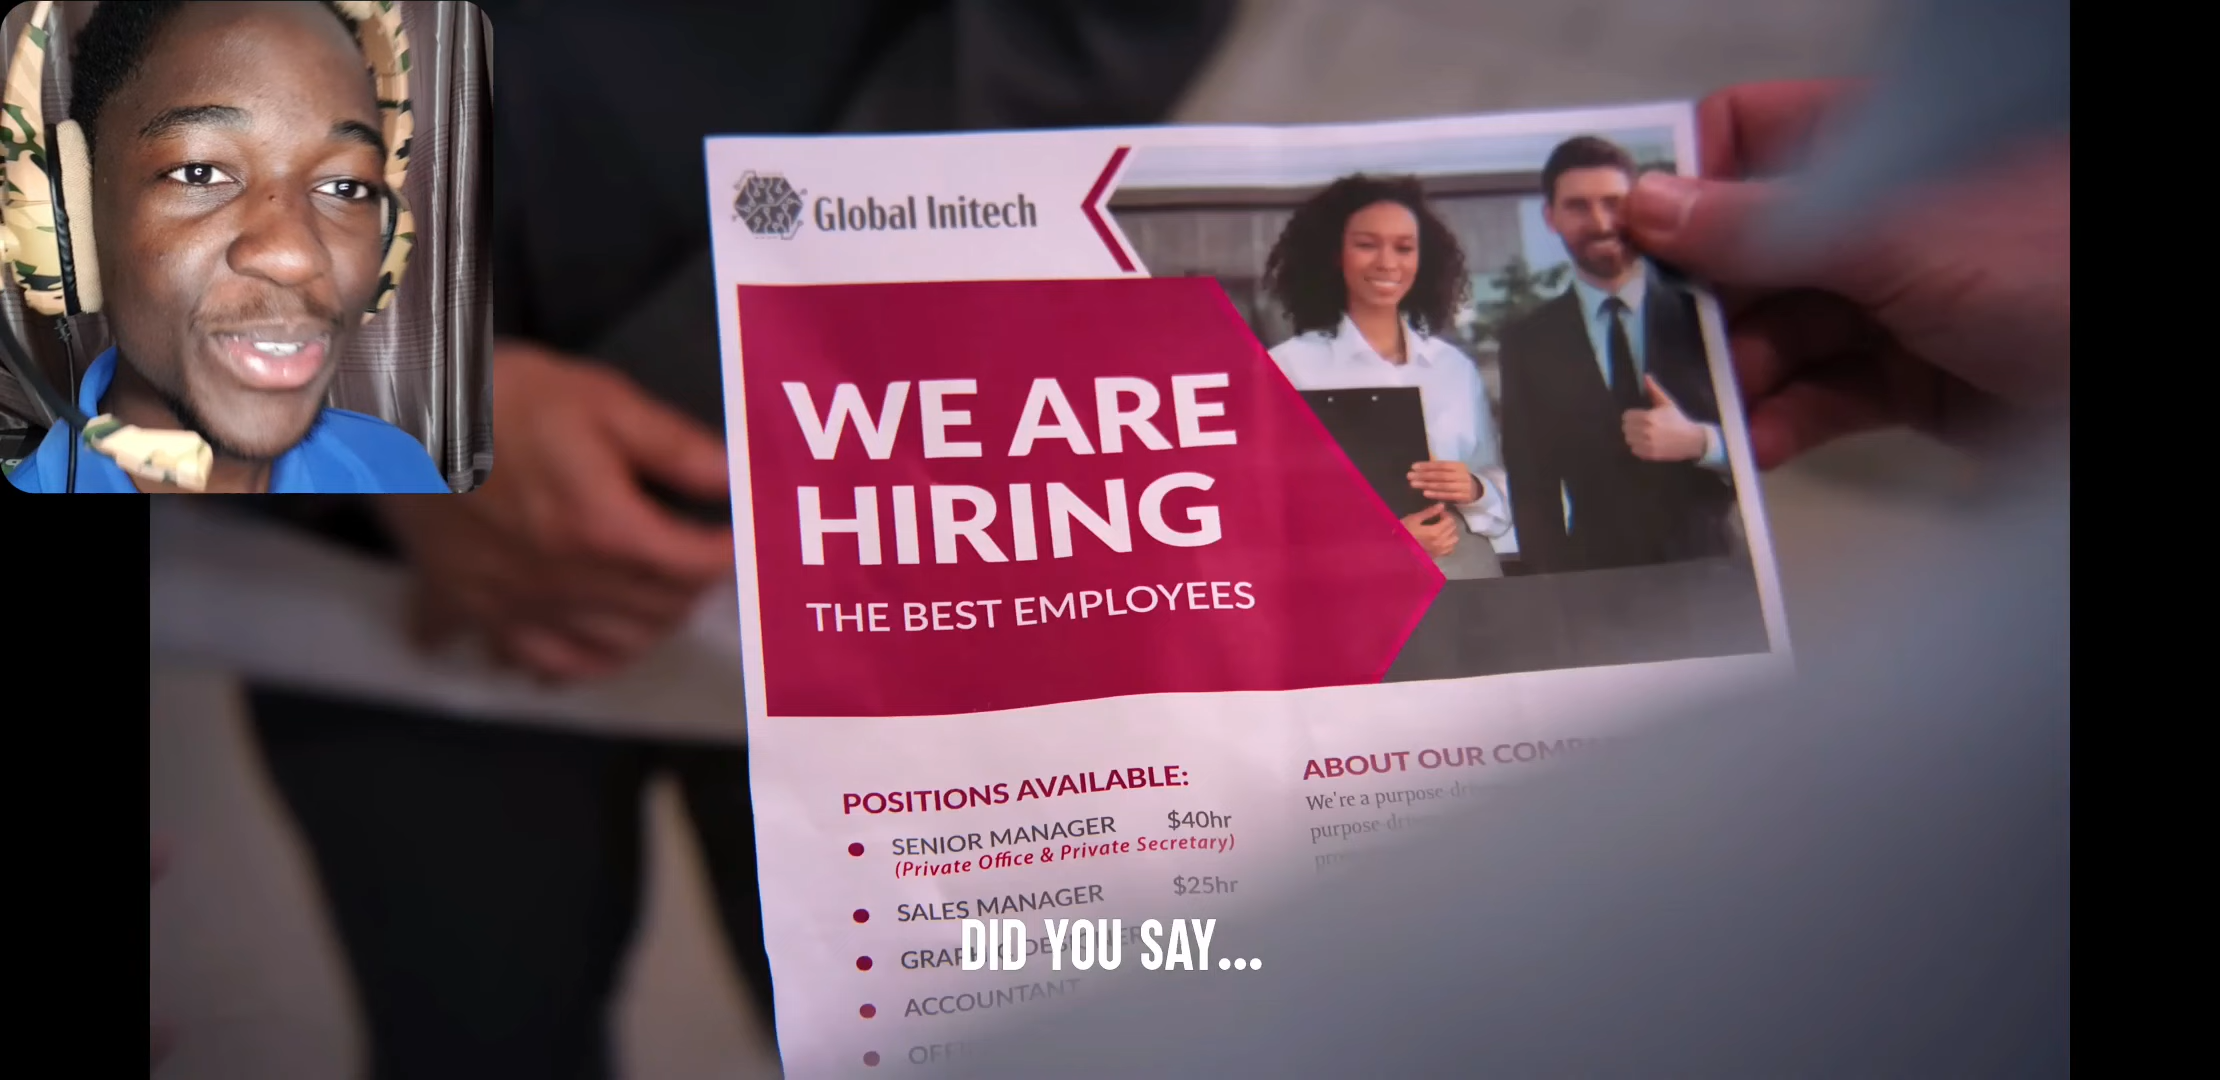 Global Initech
WE ARE
HIRING
THE BEST EMPLOYEES
POSITIONS AVAILABLE:
SENIOR MANAGER $40hr
(Private Office & Private Secretary)
SALES MANAGER $25hr
ACCOUNTANT
ABOUT OUR
We're a purpose
purpose
DID YOU SAY...